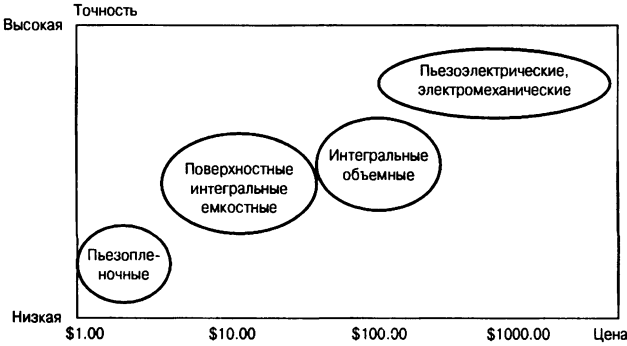 Точность
Высокая
Пьезоэлектрические,
электромеханические
Интегральные
объемные
Поверхностные
интегральные
емкостные
Пьезопле-
ночные
Низкая
$1.00 $10.00 $100.00 $1000.00 Цена